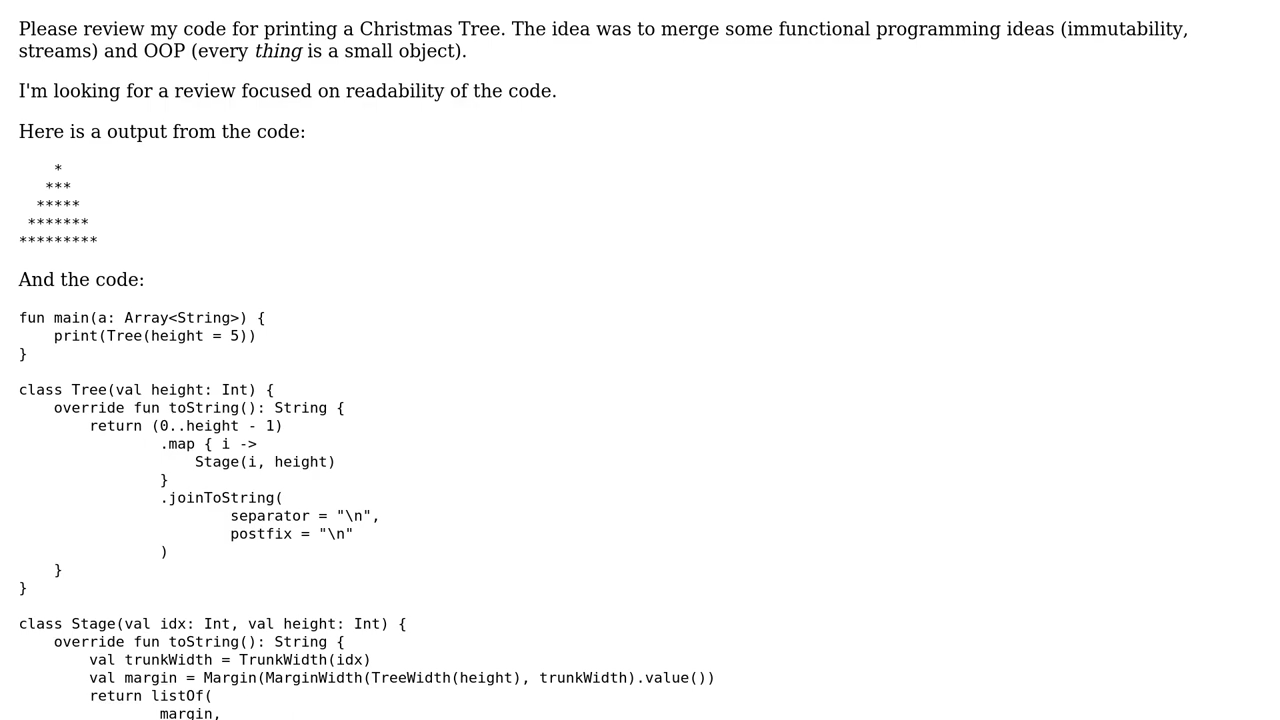 Please review my code for printing a Christmas Tree. The idea was to merge some functional programming ideas (immutability,
streams) and OOP (every thing is a small object).
I'm looking for a review focused on readability of the code.
Here is a output from the code:
    *
   ***
  *****
 *******
*********
And the code:
fun main(a: Array<String>) {
    print(Tree(height = 5))
}
class Tree(val height: Int) {
    override fun toString(): String {
        return (0..height - 1)
                .map { i ->
                    Stage(i, height)
                }
                .joinToString(
                        separator = "\n",
                        postfix = "\n"
                )
    }
}
class Stage(val idx: Int, val height: Int) {
    override fun toString(): String {
        val trunkWidth = TrunkWidth(idx)
        val margin = Margin(MarginWidth(TreeWidth(height), trunkWidth).value())
        return listOf(
                margin,